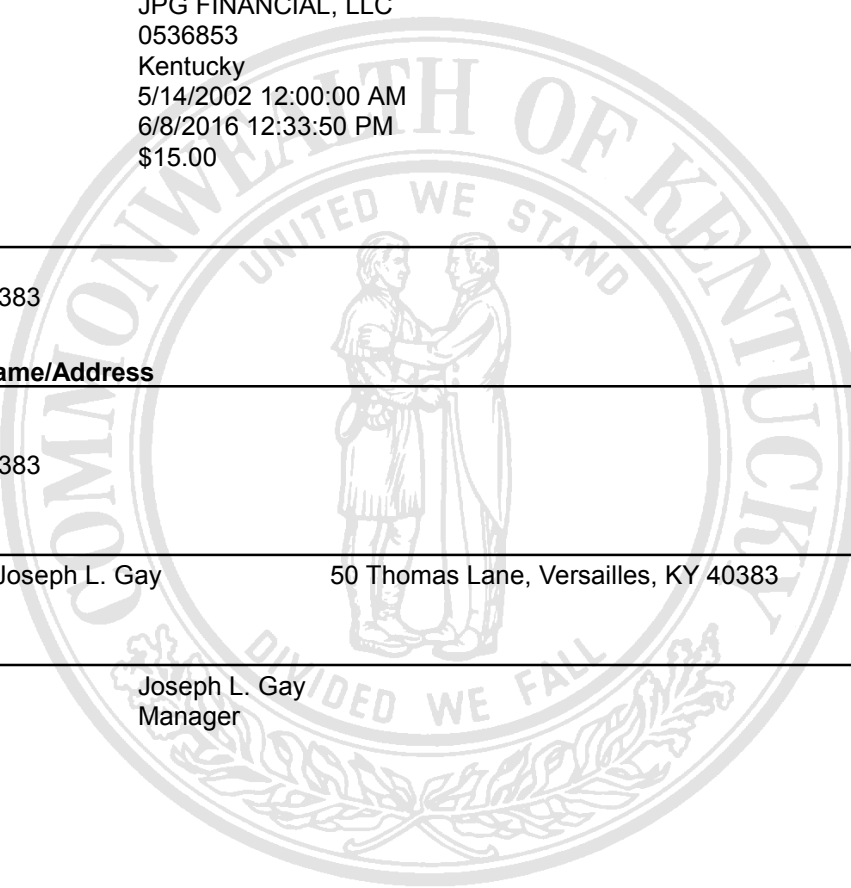 JPG FINANCIAL, LLC
0536853
Kentucky
5/14/2002 12:00:00 AM
6/8/2016 12:33:50 PM
$15.00
COMMONWEALTH OF KENTUCKY
UNITED WE STAND
383
ame/Address
383
Joseph L. Gay 50 Thomas Lane, Versailles, KY 40383
DIVIDED WE FALL
Joseph L. Gay
Manager